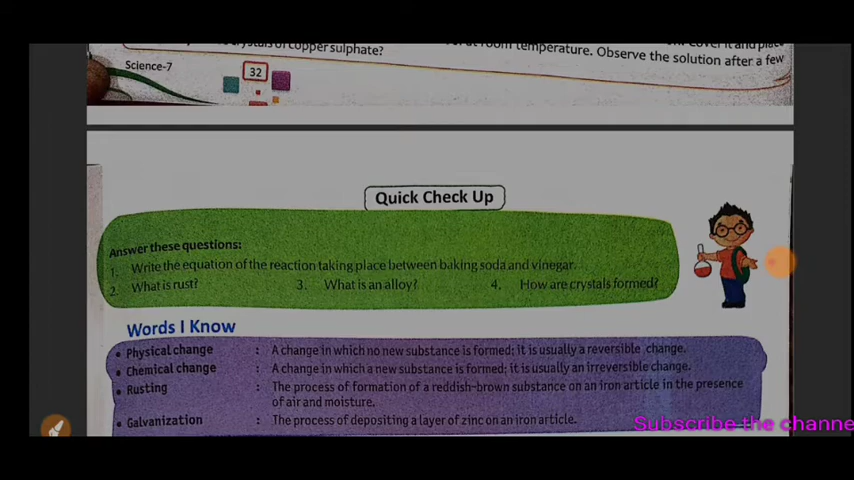 crystals of copper sulphate?
at room temperature. Observe the solution after a few
Science-7
32
Quick Check Up
Answer these questions:
1. Write the equation of the reaction taking place between baking soda and vinegar.
2. What is rust? 3. What is an alloy? 4. How are crystals formed?
Words I Know
• Physical change : A change in which no new substance is formed; it is usually a reversible change.
• Chemical change : A change in which a new substance is formed; it is usually an irreversible change.
• Rusting : The process of formation of a reddish-brown substance on an iron article in the presence
of air and moisture.
• Galvanization : The process of depositing a layer of zinc on an iron article.
Subscribe the channe